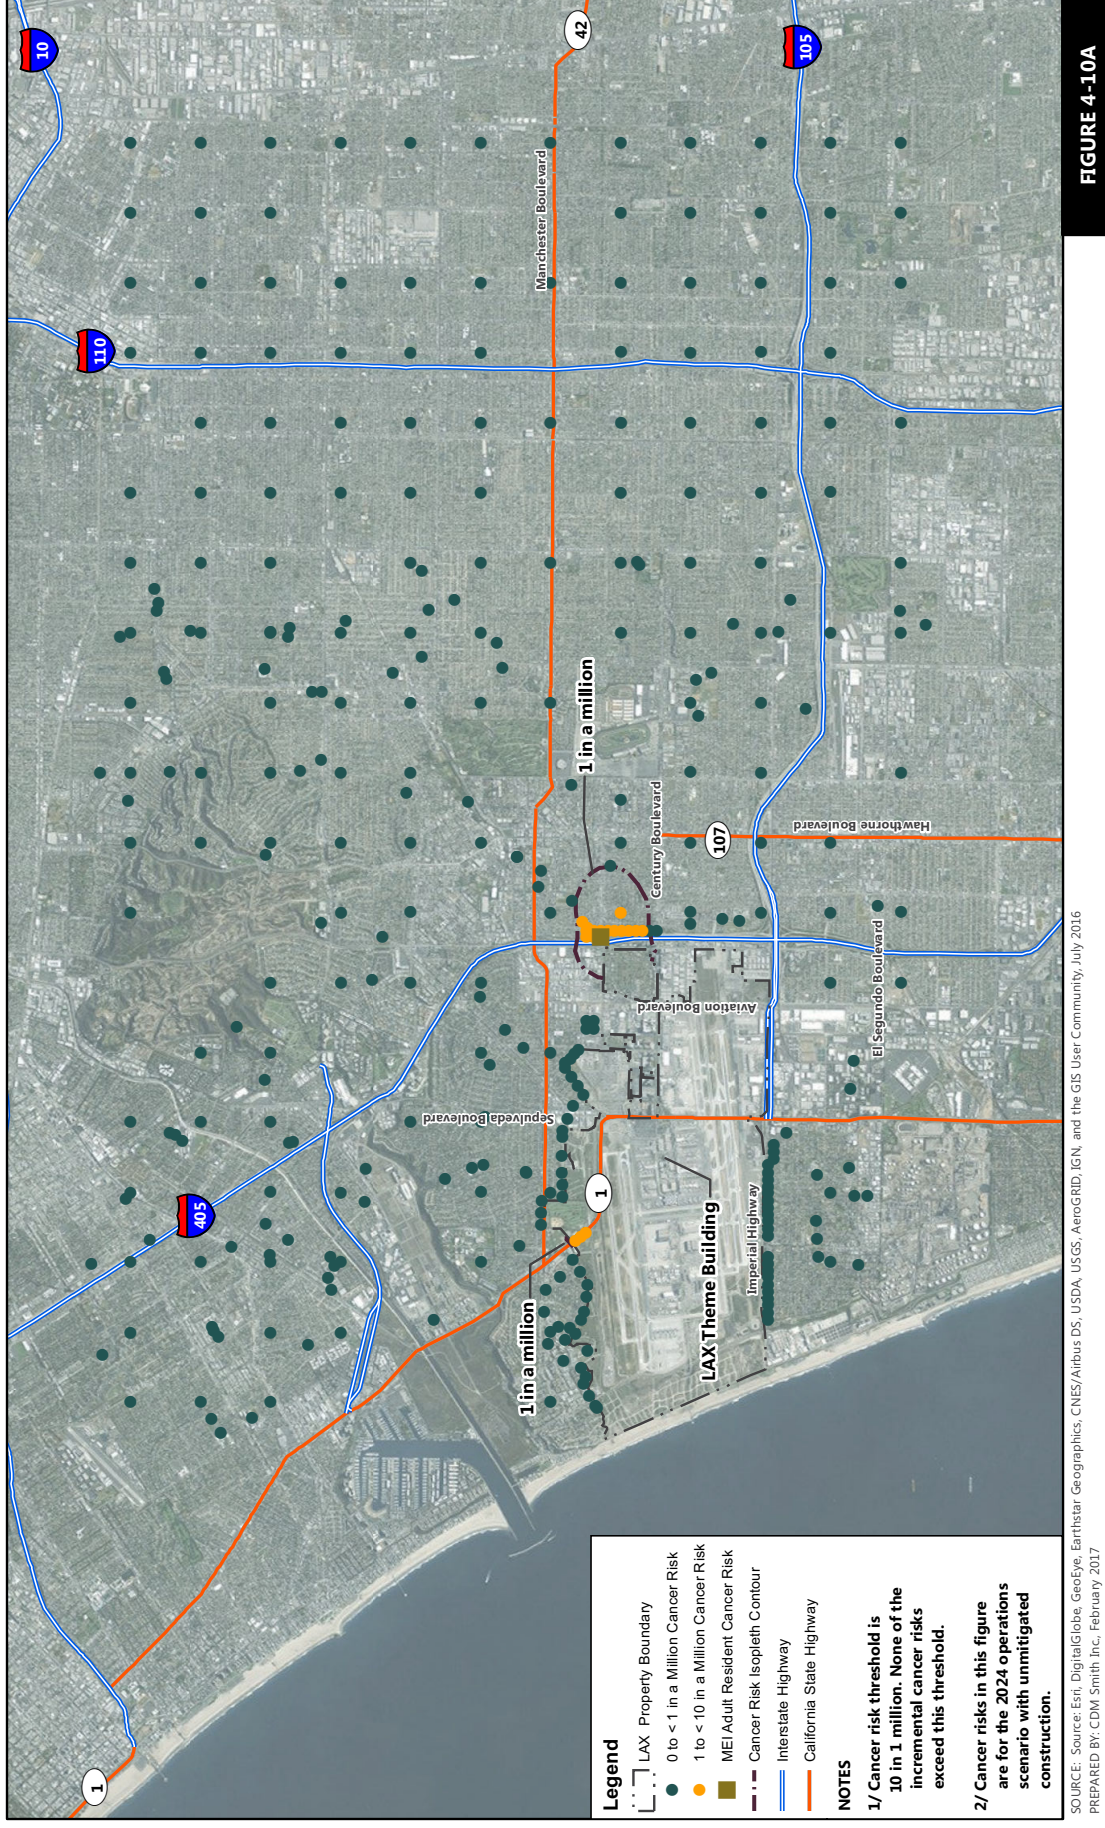 FIGURE 4-10A
10
42
105
110
Manchester Boulevard
1 in a million
Century Boulevard
107
Hawthorne Boulevard
Aviation Boulevard
El Segundo Boulevard
405
Sepulveda Boulevard
1
1 in a million
Imperial Highway
LAX Theme Building
1
Legend
LAX Property Boundary
0 to < 1 in a Million Cancer Risk
1 to < 10 in a Million Cancer Risk
MEI Adult Resident Cancer Risk
Cancer Risk Isopleth Contour
Interstate Highway
California State Highway
NOTES
1/ Cancer risk threshold is
10 in 1 million. None of the
incremental cancer risks
exceed this threshold.
2/ Cancer risks in this figure
are for the 2024 operations
scenario with unmitigated
construction.
SOURCE: Source: Esri, DigitalGlobe, GeoEye, Earthstar Geographics, CNES/Airbus DS, USDA, USGS, AeroGRID, IGN, and the GIS User Community, July 2016
PREPARED BY: CDM Smith Inc., February 2017